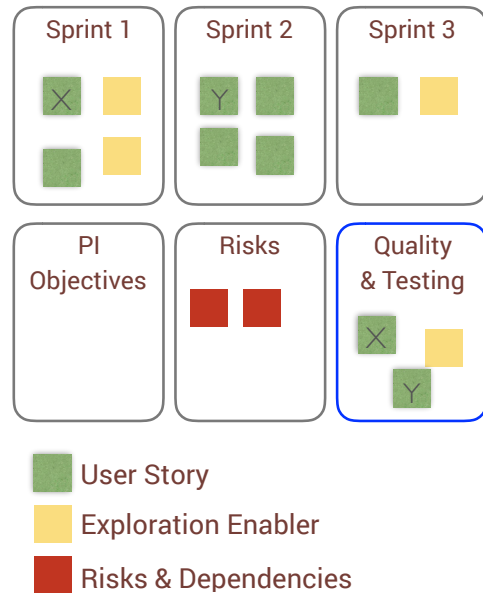 Sprint 1
Sprint 2
Sprint 3
X
Y
PI
Objectives
Risks
Quality
& Testing
X
Y
User Story
Exploration Enabler
Risks & Dependencies